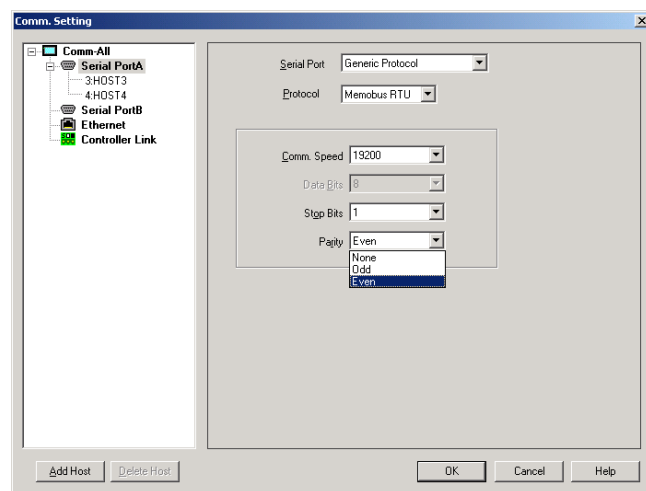 Comm. Setting
Comm-All
Serial PortA
3:HOST3
4:HOST4
Serial PortB
Ethernet
Controller Link
Serial Port Generic Protocol
Protocol Memobus RTU
Comm. Speed 19200
Data Bits 8
Stop Bits 1
Parity Even
None
Odd
Even
Add Host Delete Host OK Cancel Help